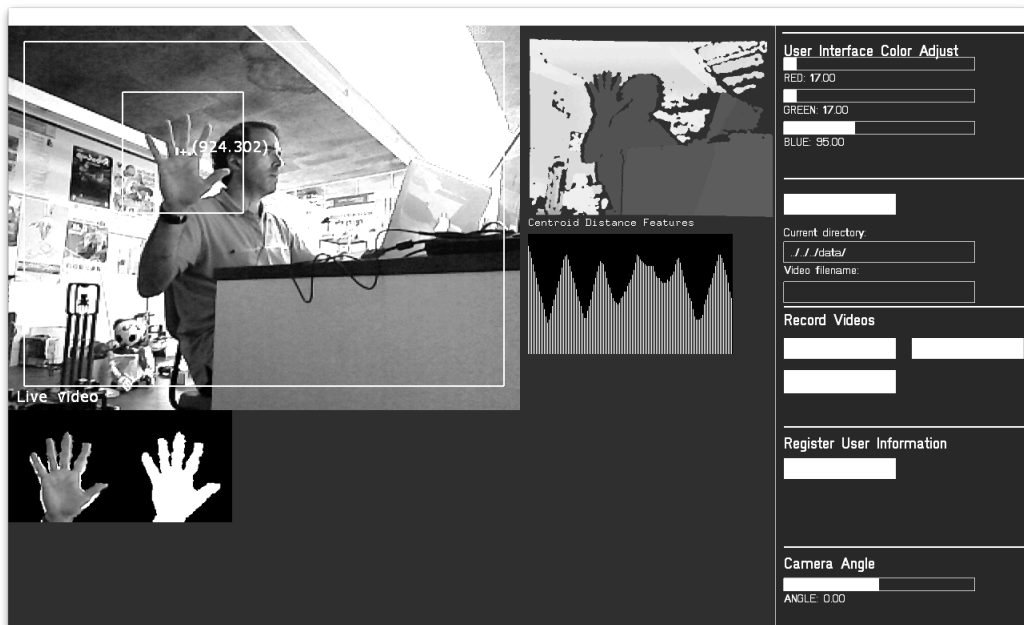 (924.302)
Live video
Centroid Distance Features
User Interface Color Adjust
RED: 17.00
GREEN: 17.00
BLUE: 95.00
Current directory:
../../../data/
Video filename:
Record Videos
Register User Information
Camera Angle
ANGLE: 0.00